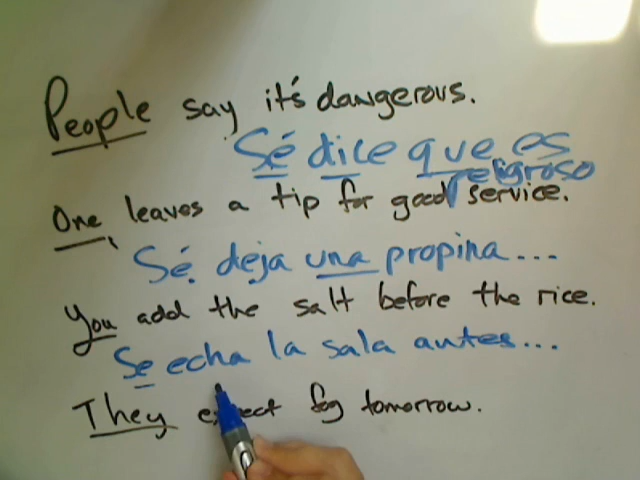 People say it's dangerous.
Sé dice que es
peligroso
One leaves a tip for good service.
Sé deja una propina...
You add the salt before the rice.
Se echa la sala antes...
They expect fog tomorrow.